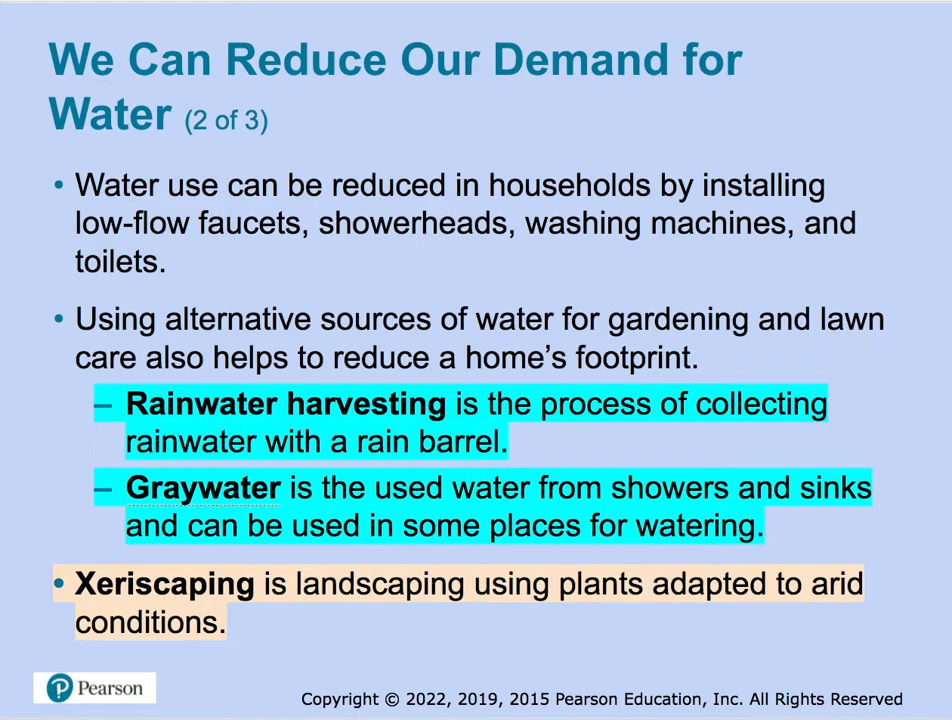 We Can Reduce Our Demand for
Water (2 of 3)
• Water use can be reduced in households by installing
low-flow faucets, showerheads, washing machines, and
toilets.
• Using alternative sources of water for gardening and lawn
care also helps to reduce a home’s footprint.
– Rainwater harvesting is the process of collecting
rainwater with a rain barrel.
– Graywater is the used water from showers and sinks
and can be used in some places for watering.
• Xeriscaping is landscaping using plants adapted to arid
conditions.
Pearson
Copyright © 2022, 2019, 2015 Pearson Education, Inc. All Rights Reserved